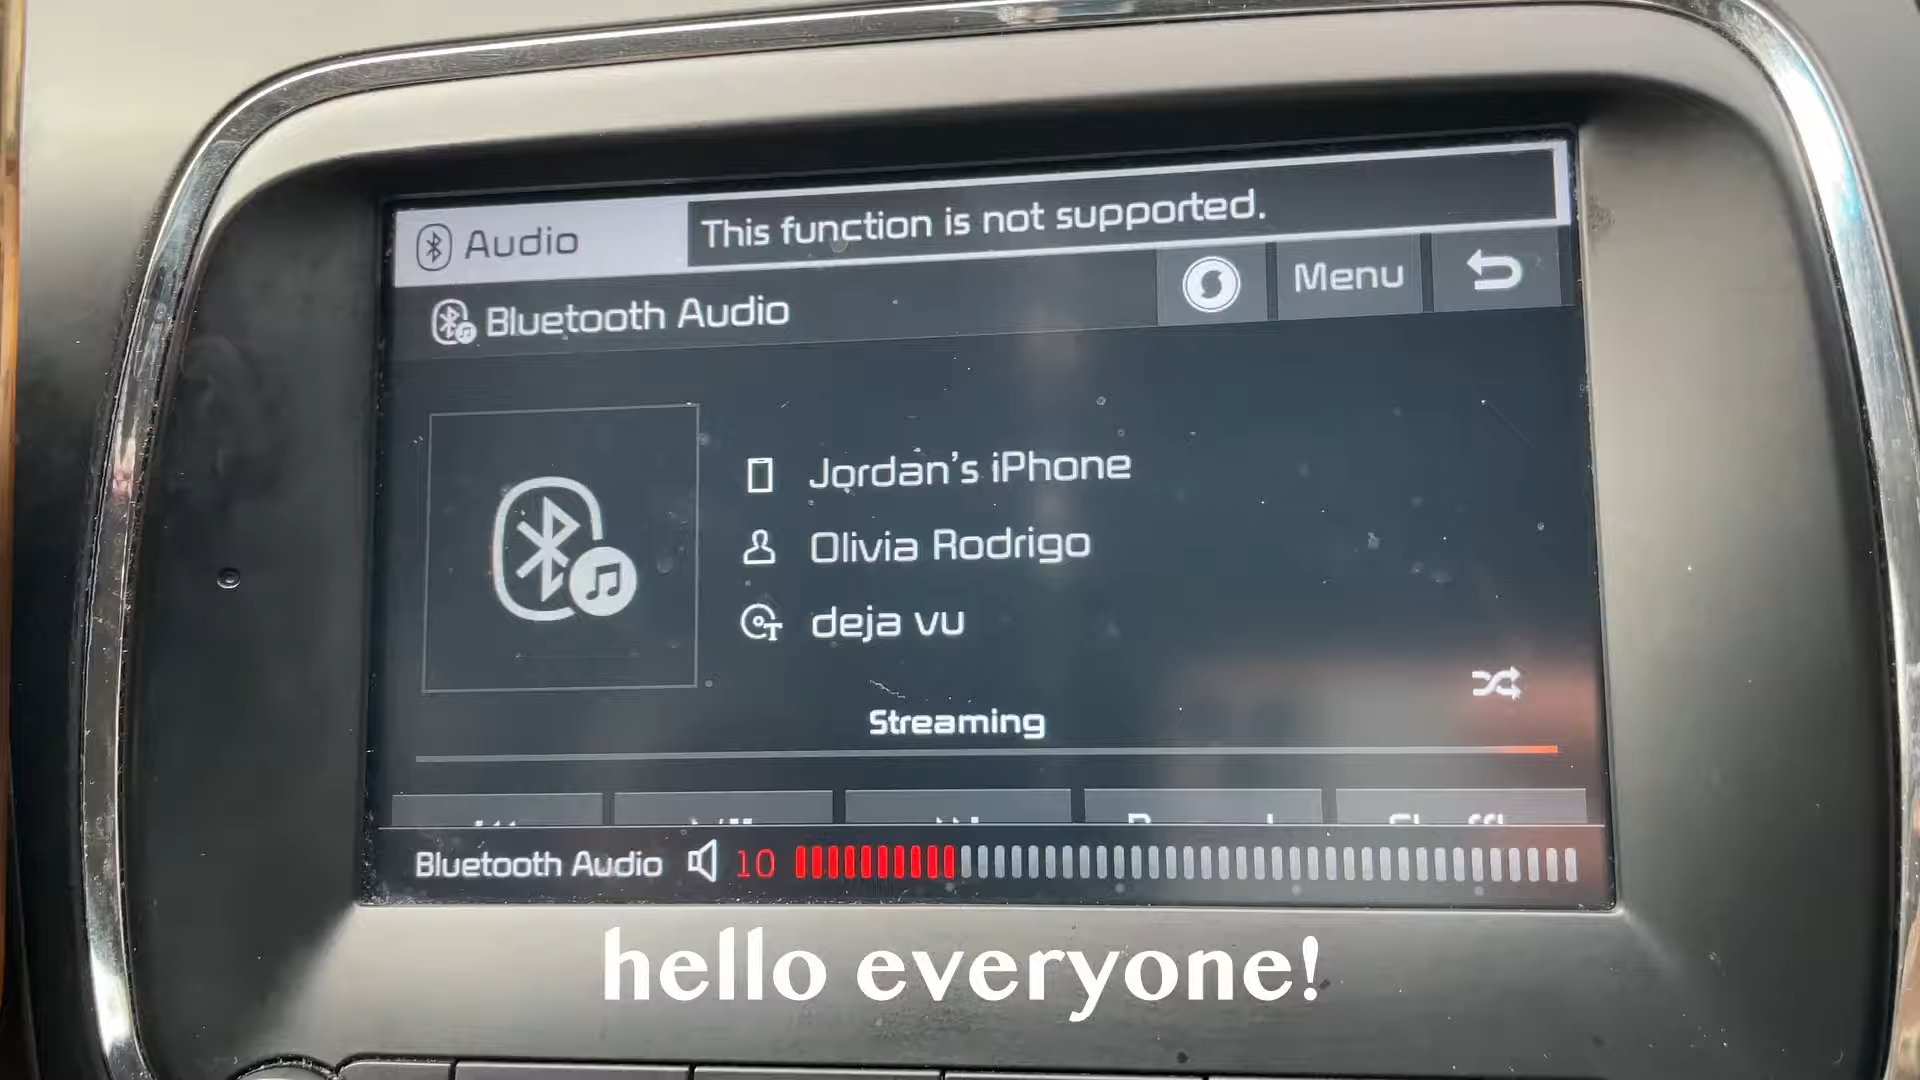 Audio
This function is not supported.
Bluetooth Audio
Menu
Jordan's iPhone
Olivia Rodrigo
deja vu
Streaming
Bluetooth Audio 10
hello everyone!